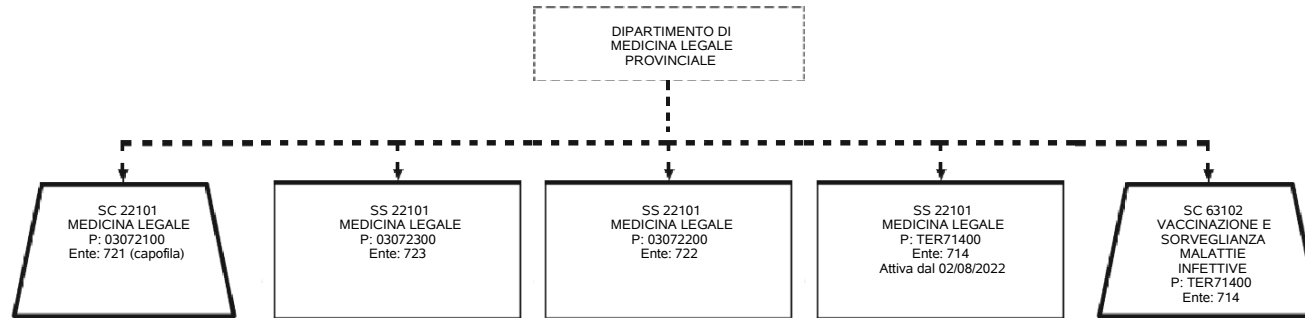 DIPARTIMENTO DI
MEDICINA LEGALE
PROVINCIALE
SC 22101
MEDICINA LEGALE
P: 03072100
Ente: 721 (capofila)
SS 22101
MEDICINA LEGALE
P: 03072300
Ente: 723
SS 22101
MEDICINA LEGALE
P: 03072200
Ente: 722
SS 22101
MEDICINA LEGALE
P: TER71400
Ente: 714
Attiva dal 02/08/2022
SC 63102
VACCINAZIONE E
SORVEGLIANZA
MALATTIE
INFETTIVE
P: TER71400
Ente: 714